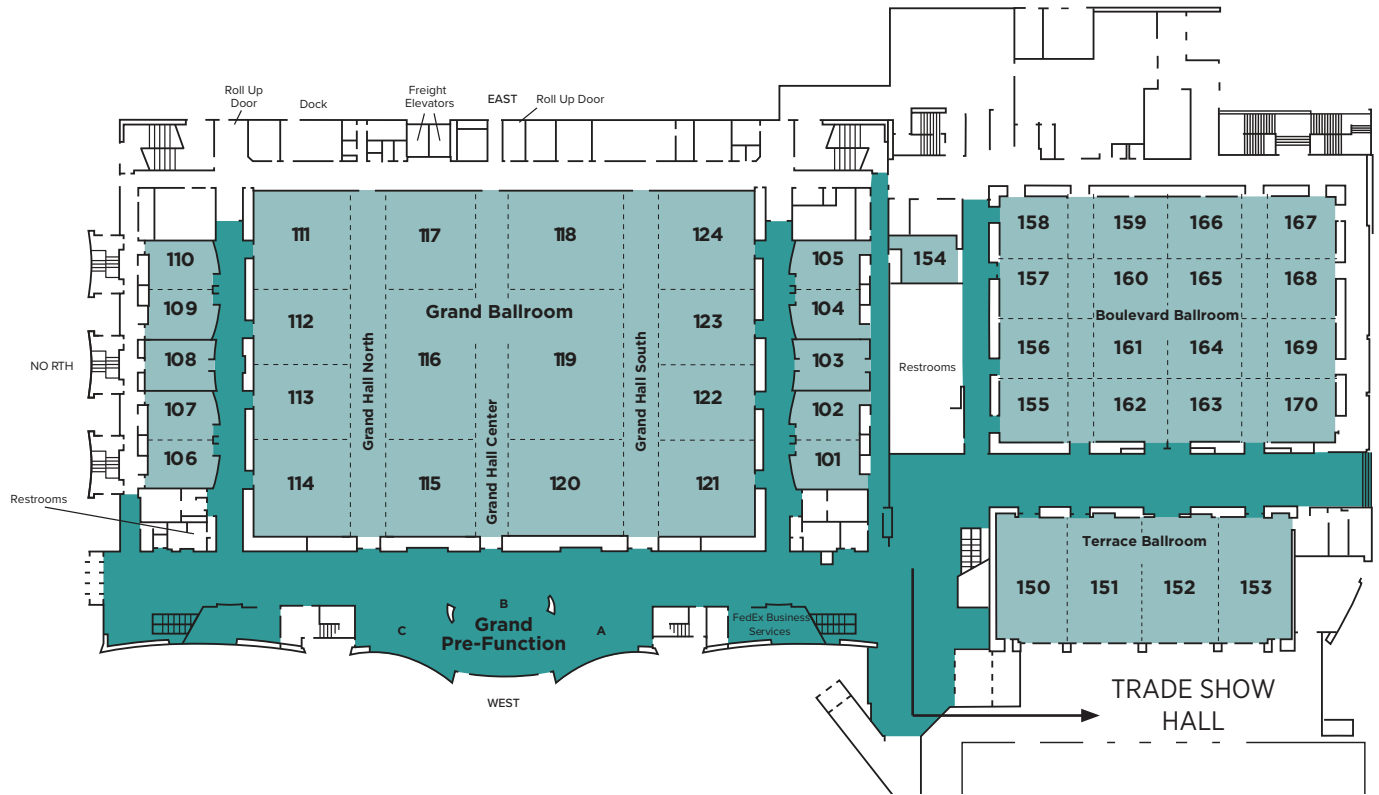 Roll Up
Door
Dock
Freight
Elevators
EAST
Roll Up Door
111
117
118
124
110
109
112
Grand Ballroom
123
105
104
154
158
159
166
167
157
160
165
168
Boulevard Ballroom
NO RTH
108
116
119
103
Restrooms
156
161
164
169
Grand Hall North
Grand Hall Center
Grand Hall South
107
113
122
102
155
162
163
170
106
101
114
115
120
121
Restrooms
Terrace Ballroom
150
151
152
153
B
C
Grand
Pre-Function
A
FedEx Business
Services
WEST
TRADE SHOW
HALL